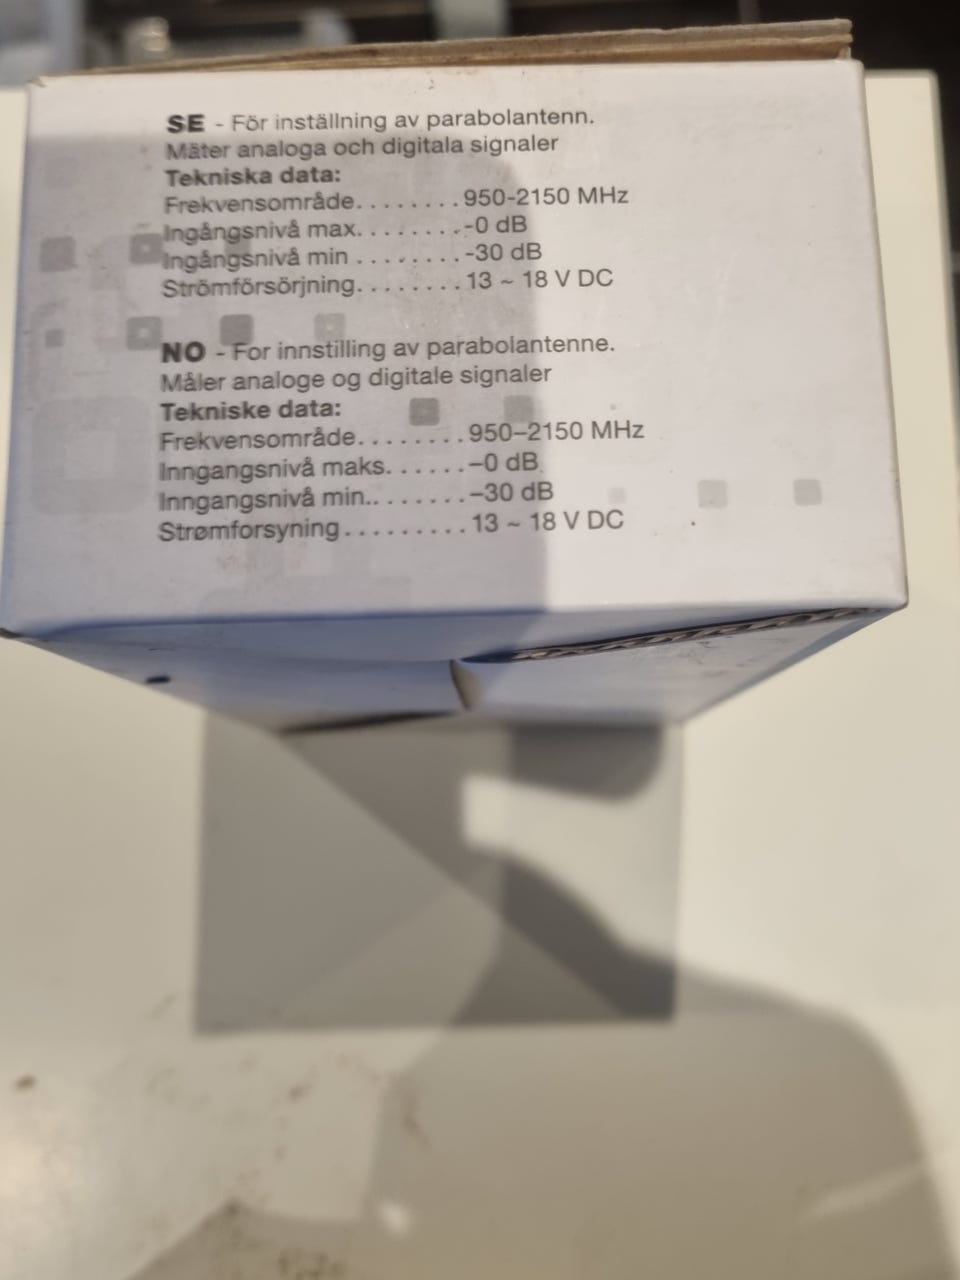 SE - För inställning av parabolantenn.
Mäter analoga och digitala signaler
Tekniska data:
Frekvensområde........950-2150 MHz
Ingångsnivå max.........-0 dB
Ingångsnivå min .........-30 dB
Strömförsörjning........13 ~ 18 V DC
NO - For innstilling av parabolantenne.
Måler analoge og digitale signaler
Tekniske data:
Frekvensområde........950–2150 MHz
Inngangsnivå maks.......–0 dB
Inngangsnivå min.........–30 dB
Strømforsyning.........13 ~ 18 V DC